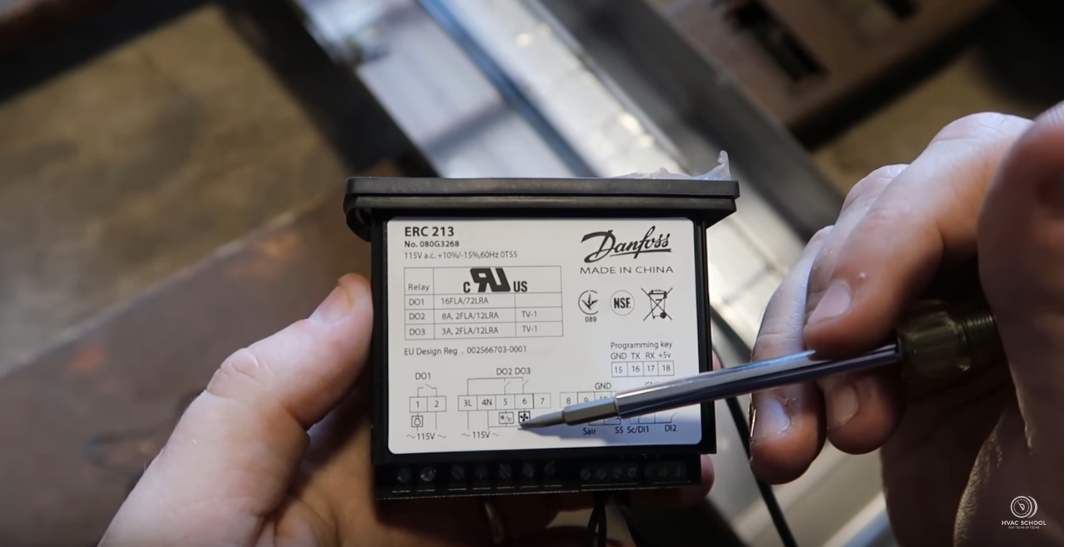 ERC 213
No. 080G3268
115V a.c. +10%/-15%,60Hz 0T55
Danfoss
MADE IN CHINA
Relay
c RU US
DO1 16FLA/72LRA
DO2 8A, 2FLA/12LRA TV-1
DO3 3A, 2FLA/12LRA TV-1
089
NSF
EU Design Reg . 002566703-0001
Programming key
GND TX RX +5v
15 16 17 18
DO1
DO2 DO3
GND
1 2 3L 4N 5 6 7 8 9
~115V~ ~115V~
Sair S5 Sc/DI1 DI2
HVAC SCHOOL